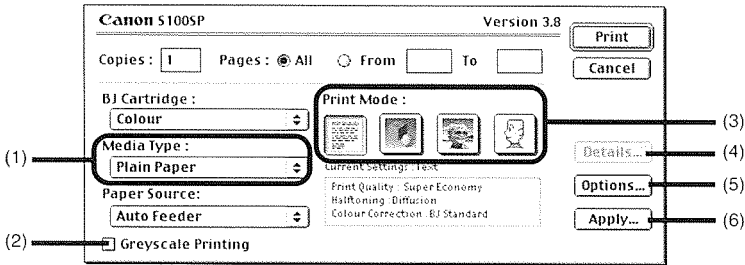 Canon S100SP Version 3.8
Print
Copies : 1 Pages : All From To
Cancel
BJ Cartridge : Print Mode :
Colour
(3)
Media Type :
(1) Details... (4)
Plain Paper Current Setting: :Text
Paper Source: Print Quality : Super Economy Options... (5)
Halftoning :Diffusion
Auto Feeder Colour Correction :BJ Standard Apply... (6)
(2) Greyscale Printing